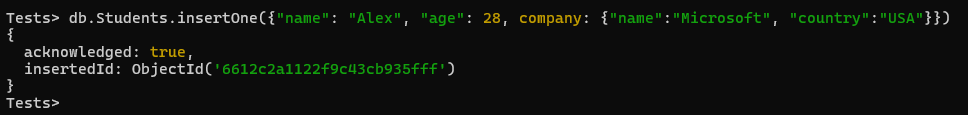 Tests> db.Students.insertOne({"name": "Alex", "age": 28, company: {"name":"Microsoft", "country":"USA"}})
{
  acknowledged: true,
  insertedId: ObjectId('6612c2a1122f9c43cb935fff')
}
Tests>